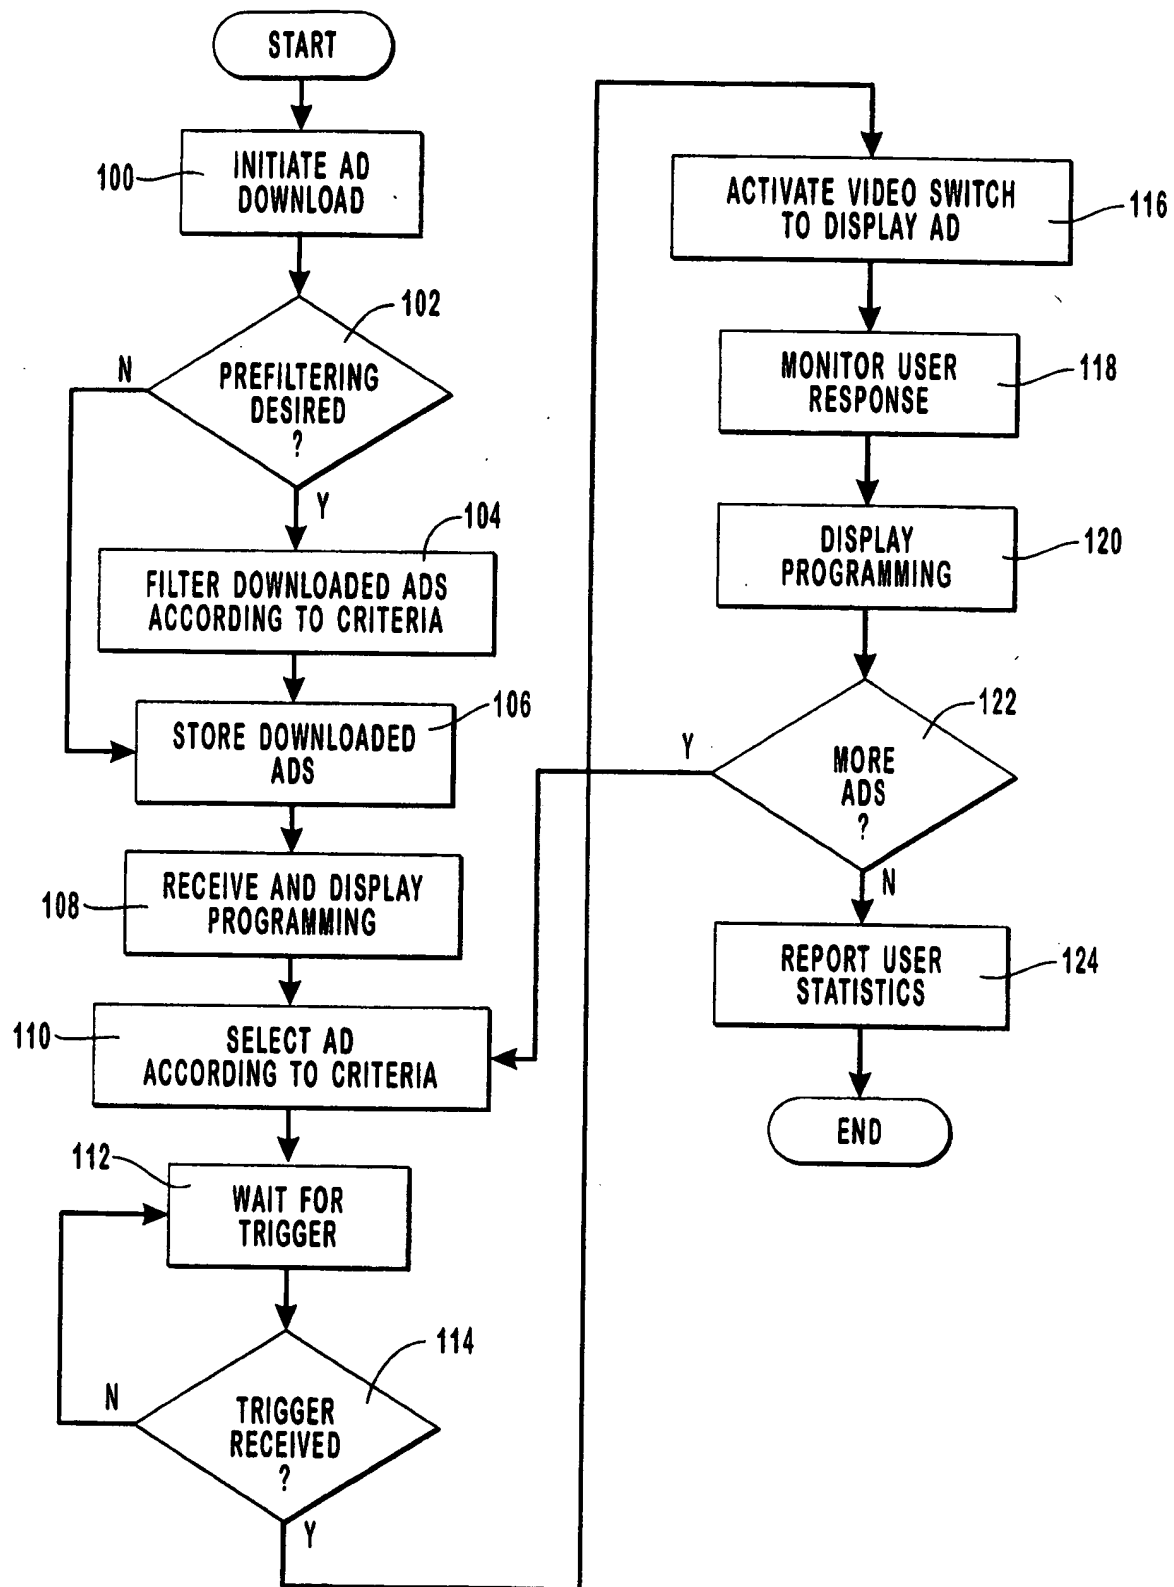 START
100
INITIATE AD
DOWNLOAD
102
N
PREFILTERING
DESIRED
?
Y
104
FILTER DOWNLOADED ADS
ACCORDING TO CRITERIA
106
STORE DOWNLOADED
ADS
108
RECEIVE AND DISPLAY
PROGRAMMING
110
SELECT AD
ACCORDING TO CRITERIA
112
WAIT FOR
TRIGGER
114
N
TRIGGER
RECEIVED
?
Y
ACTIVATE VIDEO SWITCH
TO DISPLAY AD
116
MONITOR USER
RESPONSE
118
DISPLAY
PROGRAMMING
120
122
Y
MORE
ADS
?
N
REPORT USER
STATISTICS
124
END